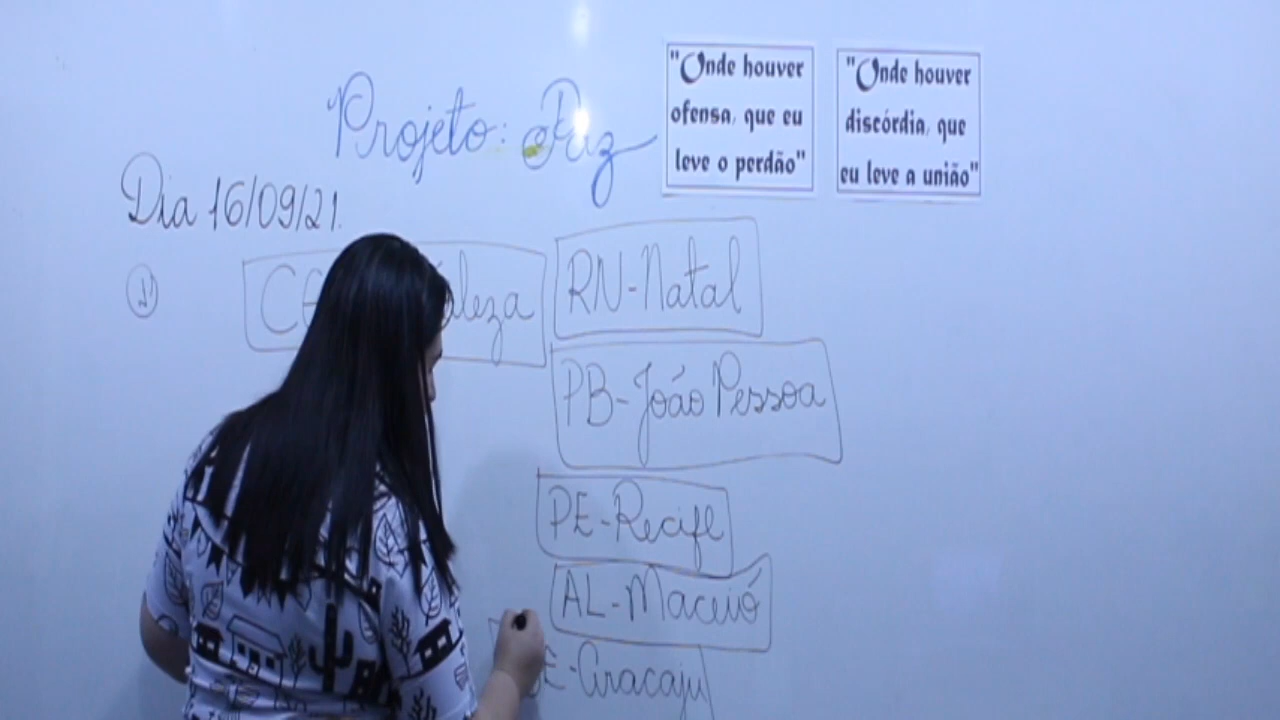 Projeto: Paz
"Onde houver
ofensa, que eu
leve o perdão"
"Onde houver
discórdia, que
eu leve a união"
Dia 16/09/21.
RN-Natal
PB-João Pessoa
PE-Recife
AL-Maceió
E-Aracaju